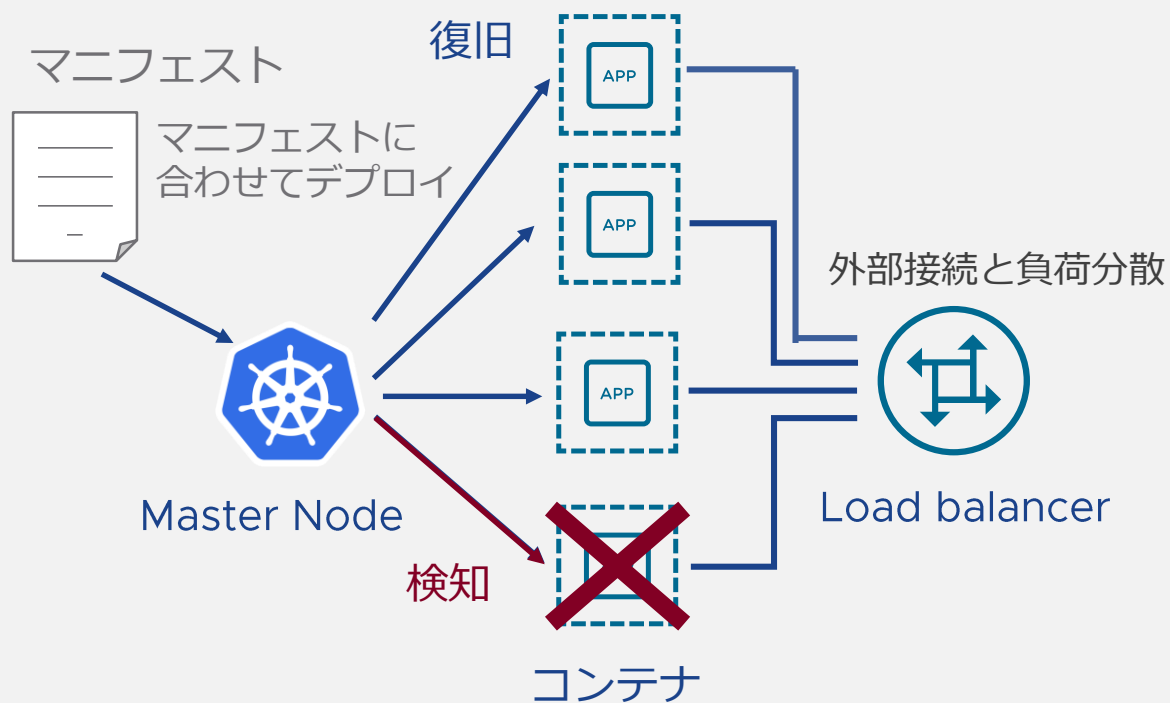 マニフェスト
マニフェストに
合わせてデプロイ
復旧
APP
APP
APP
Master Node
検知
コンテナ
外部接続と負荷分散
Load balancer